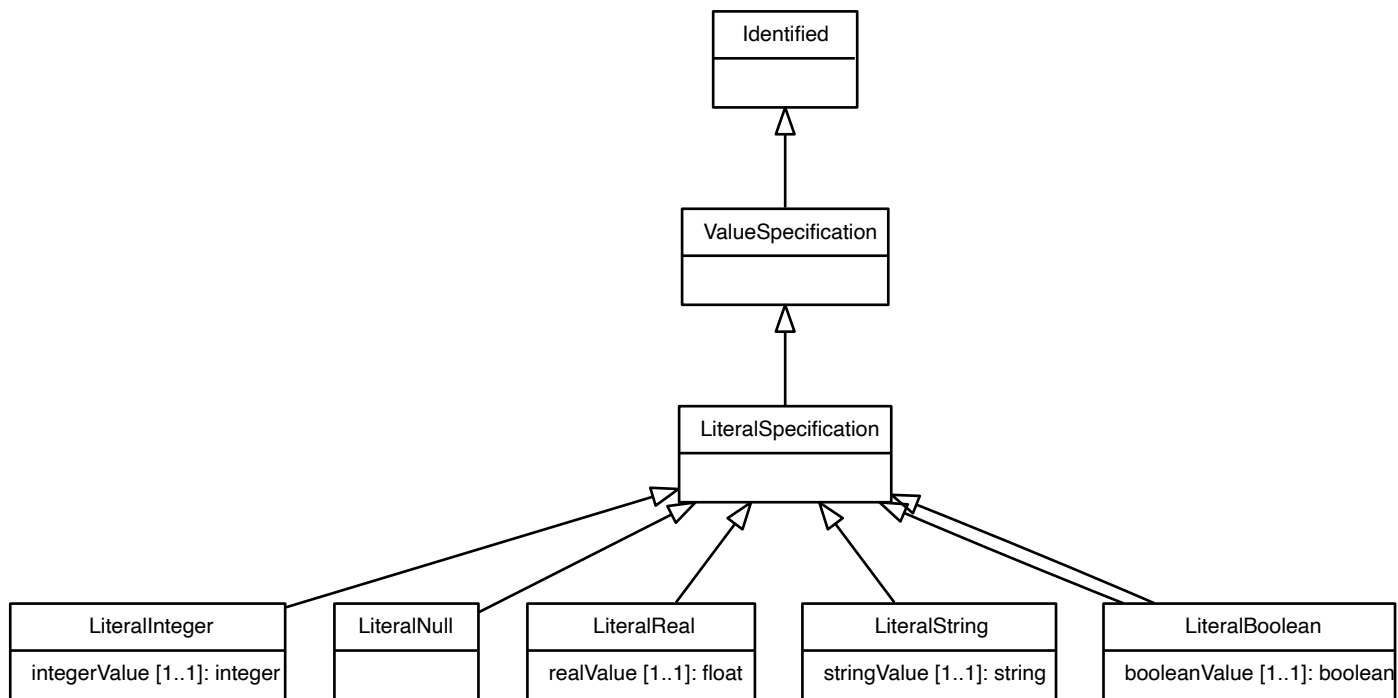 Identified
ValueSpecification
LiteralSpecification
LiteralInteger
integerValue [1..1]: integer
LiteralNull
LiteralReal
realValue [1..1]: float
LiteralString
stringValue [1..1]: string
LiteralBoolean
booleanValue [1..1]: boolean